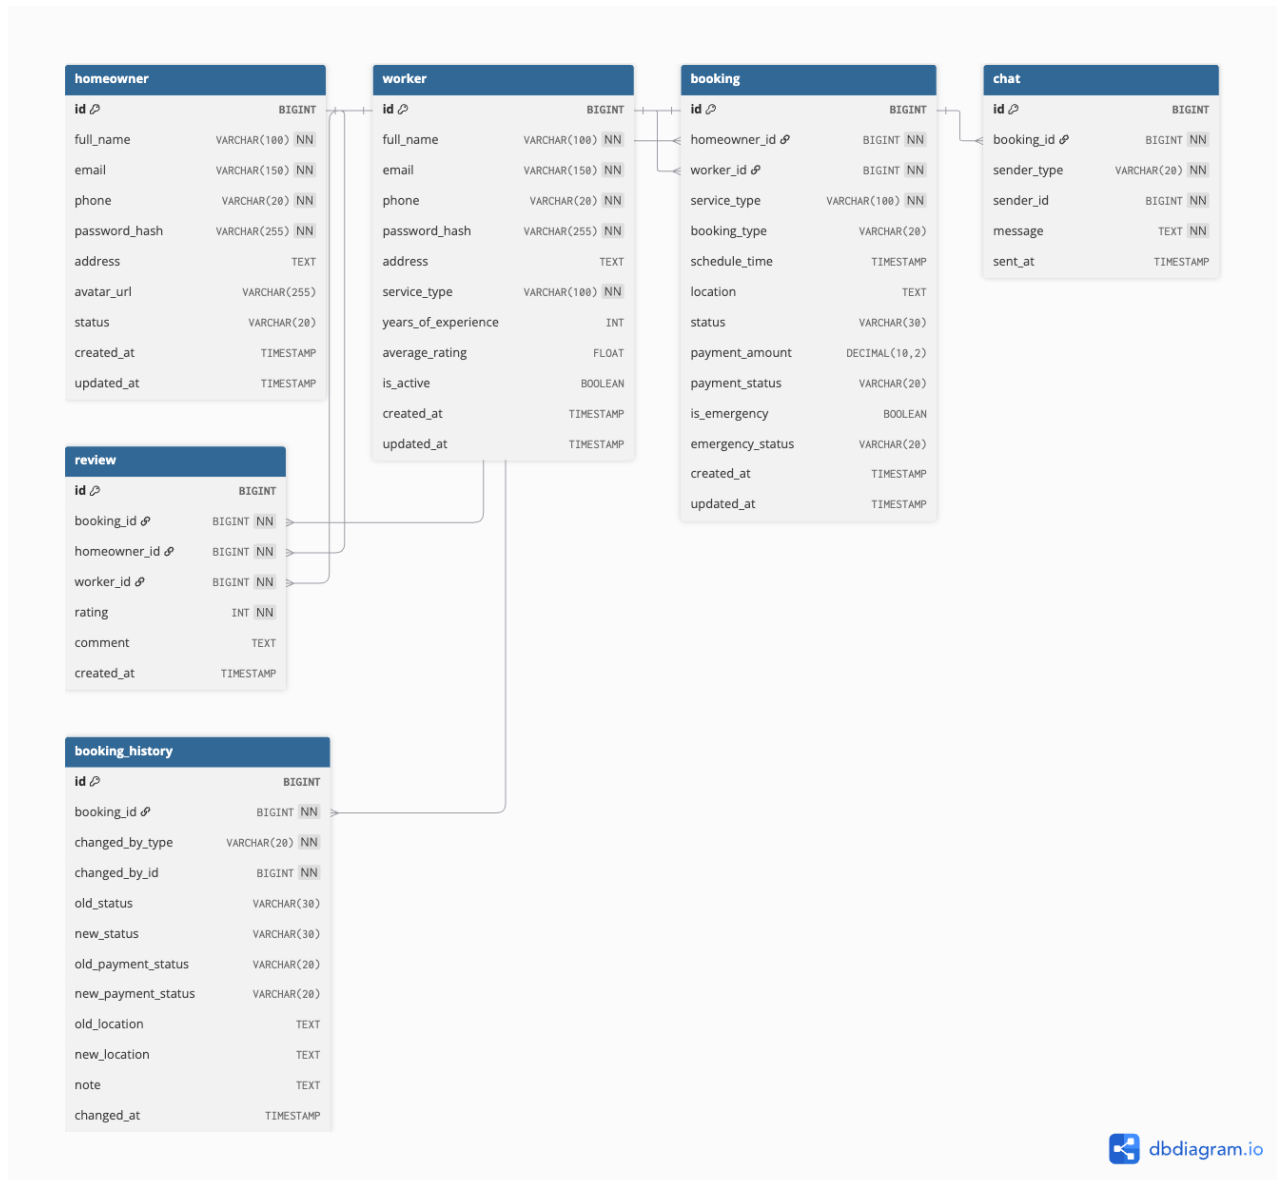 homeowner
id BIGINT
full_name VARCHAR(100) NN
email VARCHAR(150) NN
phone VARCHAR(20) NN
password_hash VARCHAR(255) NN
address TEXT
avatar_url VARCHAR(255)
status VARCHAR(20)
created_at TIMESTAMP
updated_at TIMESTAMP
worker
id BIGINT
full_name VARCHAR(100) NN
email VARCHAR(150) NN
phone VARCHAR(20) NN
password_hash VARCHAR(255) NN
address TEXT
service_type VARCHAR(100) NN
years_of_experience INT
average_rating FLOAT
is_active BOOLEAN
created_at TIMESTAMP
updated_at TIMESTAMP
booking
id BIGINT
homeowner_id BIGINT NN
worker_id BIGINT NN
service_type VARCHAR(100) NN
booking_type VARCHAR(20)
schedule_time TIMESTAMP
location TEXT
status VARCHAR(30)
payment_amount DECIMAL(10,2)
payment_status VARCHAR(20)
is_emergency BOOLEAN
emergency_status VARCHAR(20)
created_at TIMESTAMP
updated_at TIMESTAMP
chat
id BIGINT
booking_id BIGINT NN
sender_type VARCHAR(20) NN
sender_id BIGINT NN
message TEXT NN
sent_at TIMESTAMP
review
id BIGINT
booking_id BIGINT NN
homeowner_id BIGINT NN
worker_id BIGINT NN
rating INT NN
comment TEXT
created_at TIMESTAMP
booking_history
id BIGINT
booking_id BIGINT NN
changed_by_type VARCHAR(20) NN
changed_by_id BIGINT NN
old_status VARCHAR(30)
new_status VARCHAR(30)
old_payment_status VARCHAR(20)
new_payment_status VARCHAR(20)
old_location TEXT
new_location TEXT
note TEXT
changed_at TIMESTAMP
dbdiagram.io